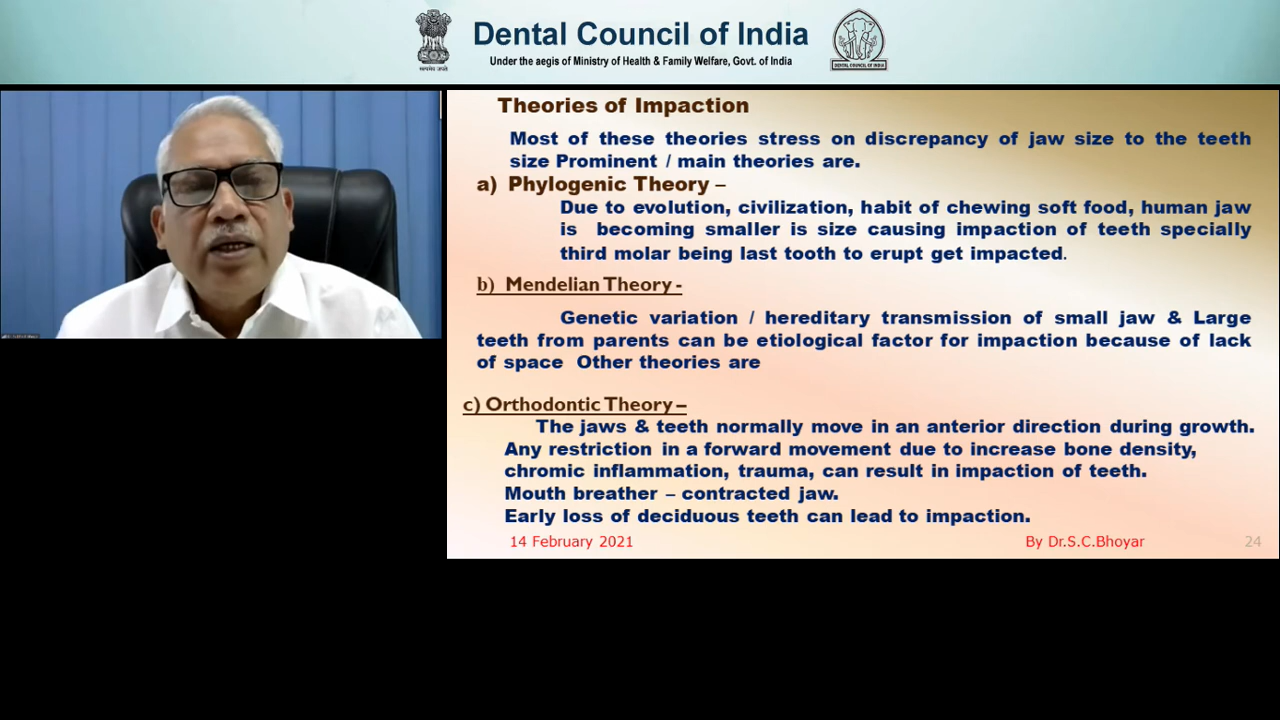 Dental Council of India
Under the aegis of Ministry of Health & Family Welfare, Govt. of India
सत्यमेव जयते
DENTAL COUNCIL OF INDIA
Theories of Impaction
Most of these theories stress on discrepancy of jaw size to the teeth
size Prominent / main theories are.
a) Phylogenic Theory –
Due to evolution, civilization, habit of chewing soft food, human jaw
is becoming smaller is size causing impaction of teeth specially
third molar being last tooth to erupt get impacted.
b) Mendelian Theory -
Genetic variation / hereditary transmission of small jaw & Large
teeth from parents can be etiological factor for impaction because of lack
of space Other theories are
c) Orthodontic Theory –
The jaws & teeth normally move in an anterior direction during growth.
Any restriction in a forward movement due to increase bone density,
chromic inflammation, trauma, can result in impaction of teeth.
Mouth breather – contracted jaw.
Early loss of deciduous teeth can lead to impaction.
14 February 2021
By Dr.S.C.Bhoyar
24